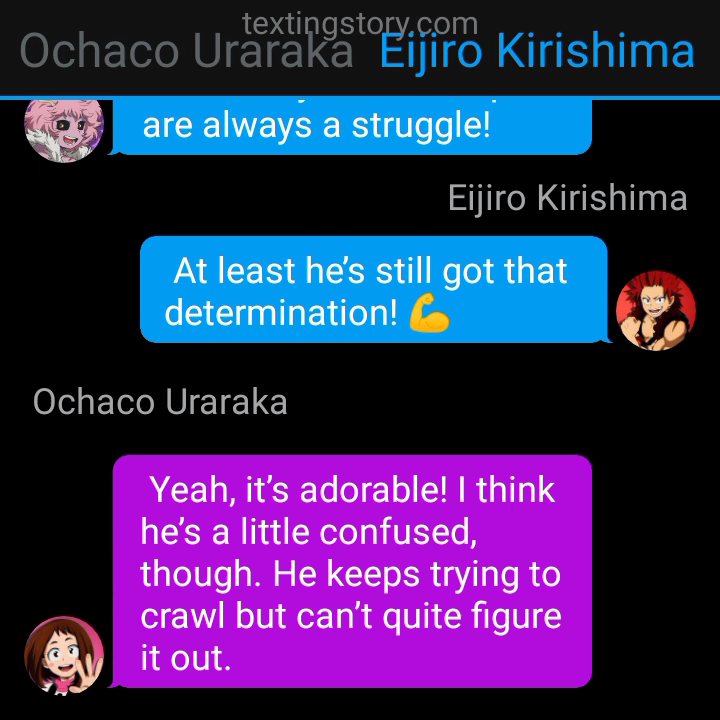 textingstory.com
Ochaco Uraraka Eijiro Kirishima
are always a struggle!
Eijiro Kirishima
At least he's still got that
determination! 💪
Ochaco Uraraka
Yeah, it's adorable! I think
he's a little confused,
though. He keeps trying to
crawl but can't quite figure
it out.